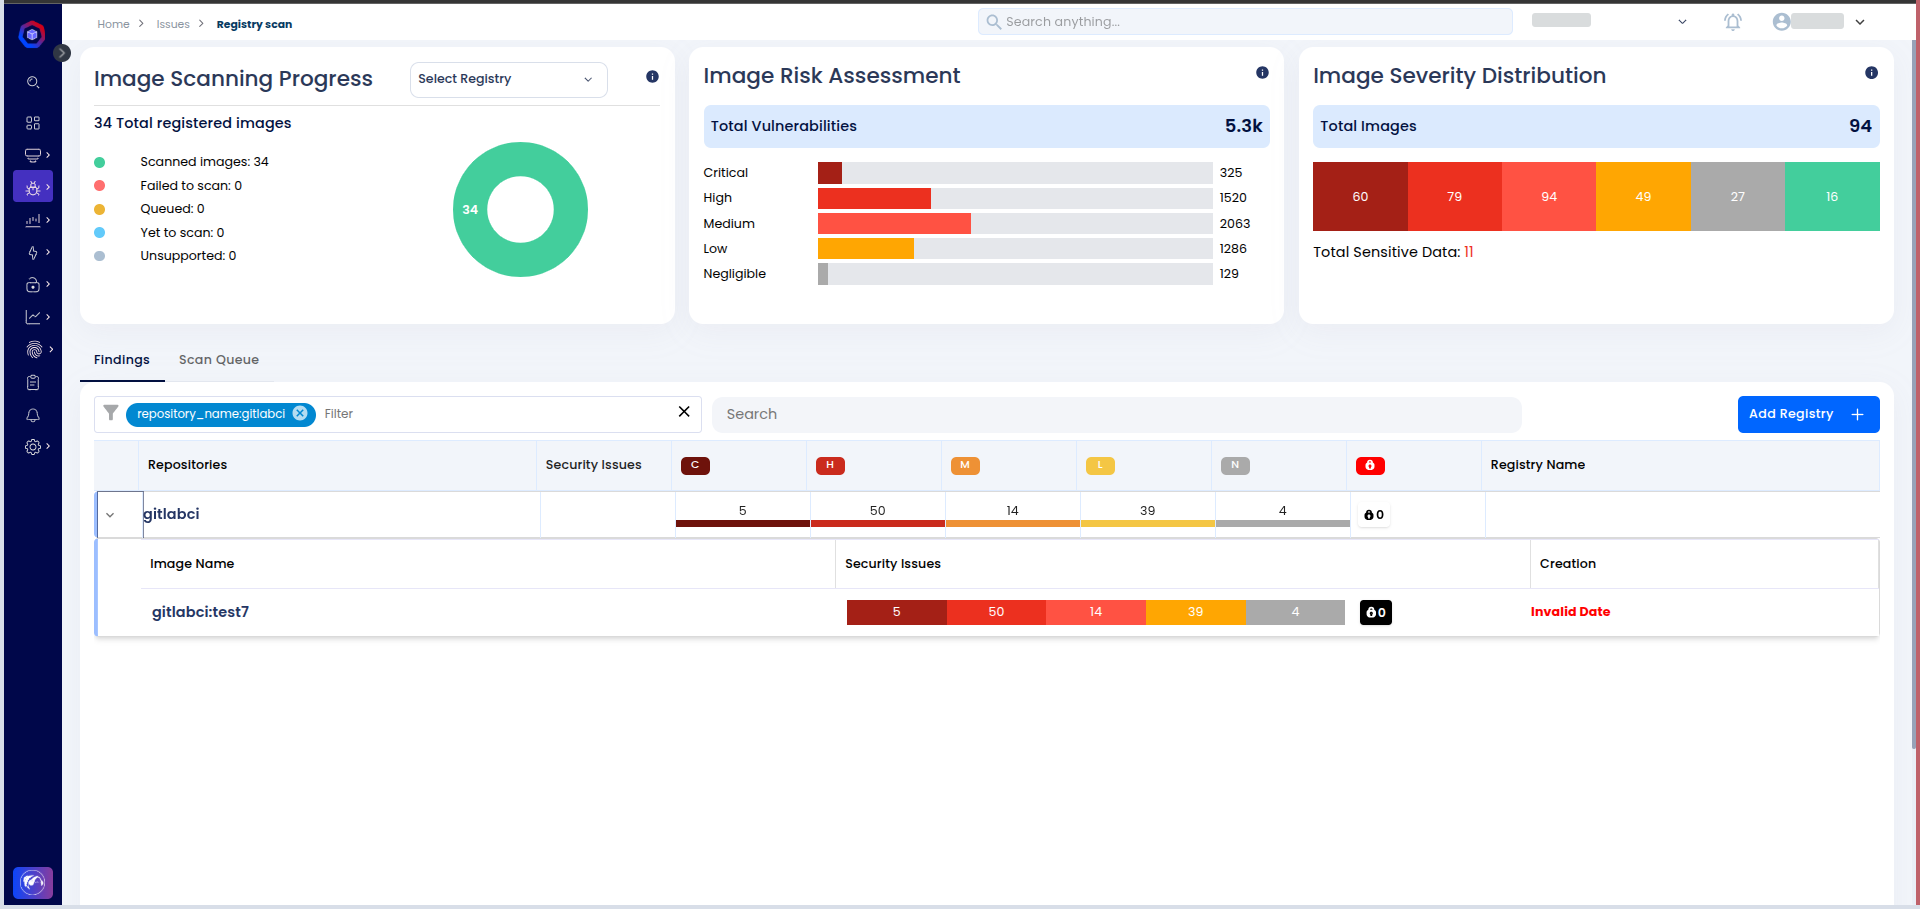 Home > Issues > Registry scan
Search anything...
Image Scanning Progress
Select Registry
34 Total registered images
Scanned images: 34
Failed to scan: 0
Queued: 0
Yet to scan: 0
Unsupported: 0
34
Image Risk Assessment
Total Vulnerabilities 5.3k
Critical 325
High 1520
Medium 2063
Low 1286
Negligible 129
Image Severity Distribution
Total Images 94
60 79 94 49 27 16
Total Sensitive Data: 11
Findings Scan Queue
repository_name:gitlabci Filter
Search
Add Registry
Repositories Security Issues C H M L N Registry Name
gitlabci 5 50 14 39 4 0
Image Name Security Issues Creation
gitlabci:test7 5 50 14 39 4 0 Invalid Date